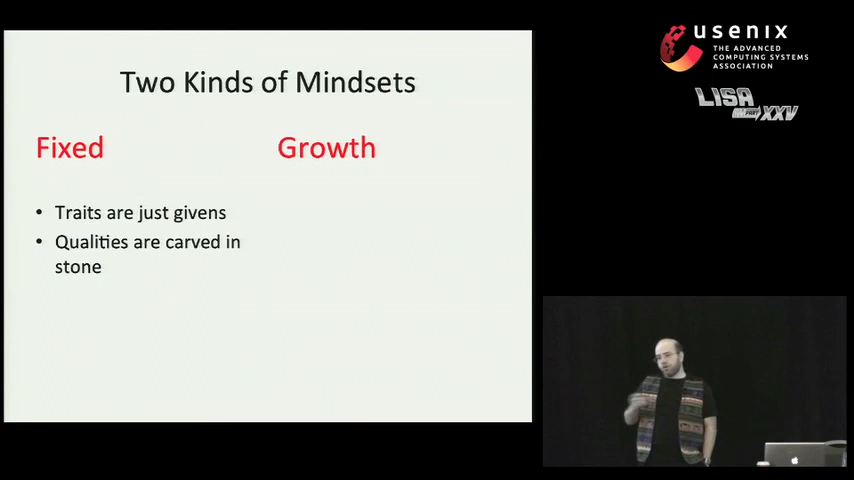 usenix
THE ADVANCED
COMPUTING SYSTEMS
ASSOCIATION
LISA
XXV
Two Kinds of Mindsets
Fixed
Growth
• Traits are just givens
• Qualities are carved in
stone